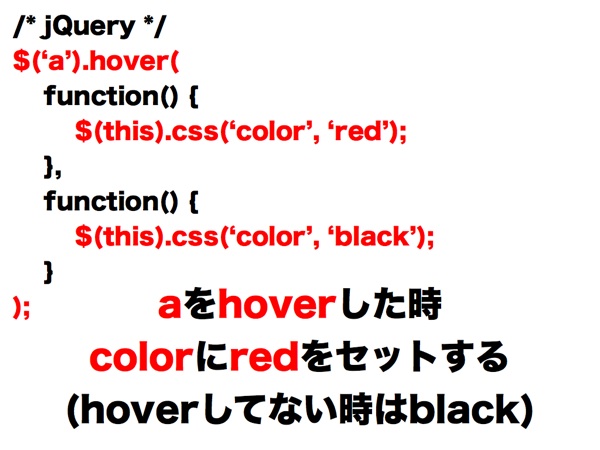 /* jQuery */
$(‘a’).hover(
function() {
$(this).css(‘color’, ‘red’);
},
function() {
$(this).css(‘color’, ‘black’);
}
);
aをhoverした時
colorにredをセットする
(hoverしてない時はblack)